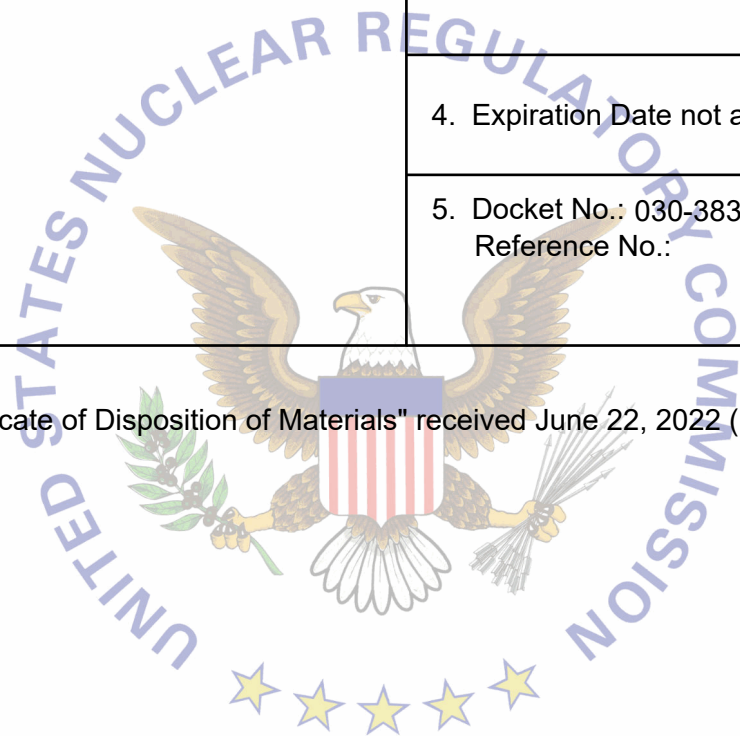 UNITED STATES NUCLEAR REGULATORY COMMISSION
4. Expiration Date not a
5. Docket No.: 030-383
Reference No.:
cate of Disposition of Materials" received June 22, 2022 (